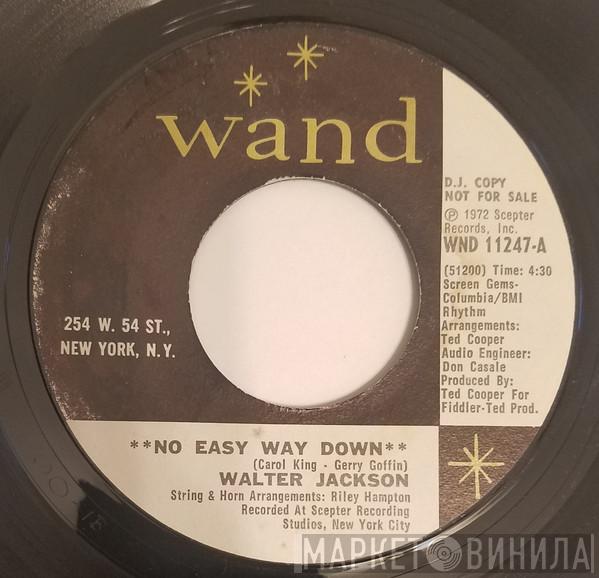 wand
D.J. COPY
NOT FOR SALE
℗ 1972 Scepter
Records, Inc.
WND 11247-A
(51200) Time: 4:30
Screen Gems-
Columbia/BMI
Rhythm
Arrangements:
Ted Cooper
Audio Engineer:
Don Casale
Produced By:
Ted Cooper For
Fiddler-Ted Prod.
254 W. 54 ST.,
NEW YORK, N.Y.
**NO EASY WAY DOWN**
(Carol King - Gerry Goffin)
WALTER JACKSON
String & Horn Arrangements: Riley Hampton
Recorded At Scepter Recording
Studios, New York City
МАРКЕТ ВИНИЛА